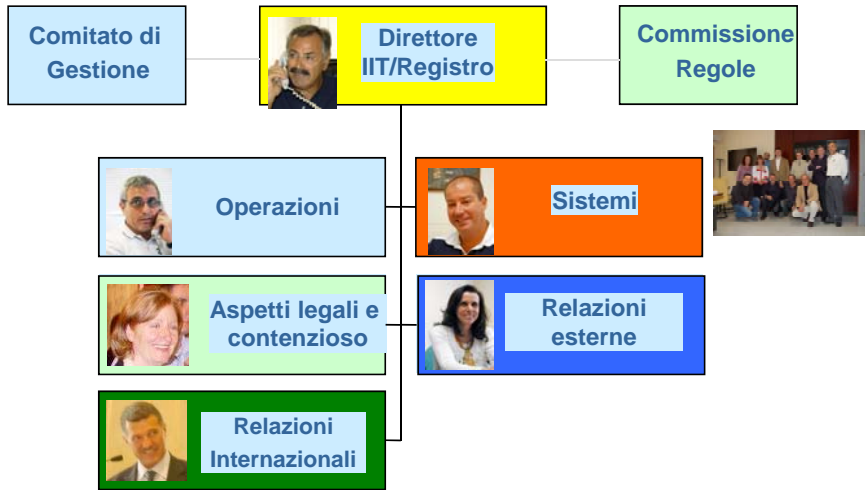 Comitato di
Gestione
Direttore
IIT/Registro
Commissione
Regole
Operazioni
Sistemi
Aspetti legali e
contenzioso
Relazioni
esterne
Relazioni
Internazionali